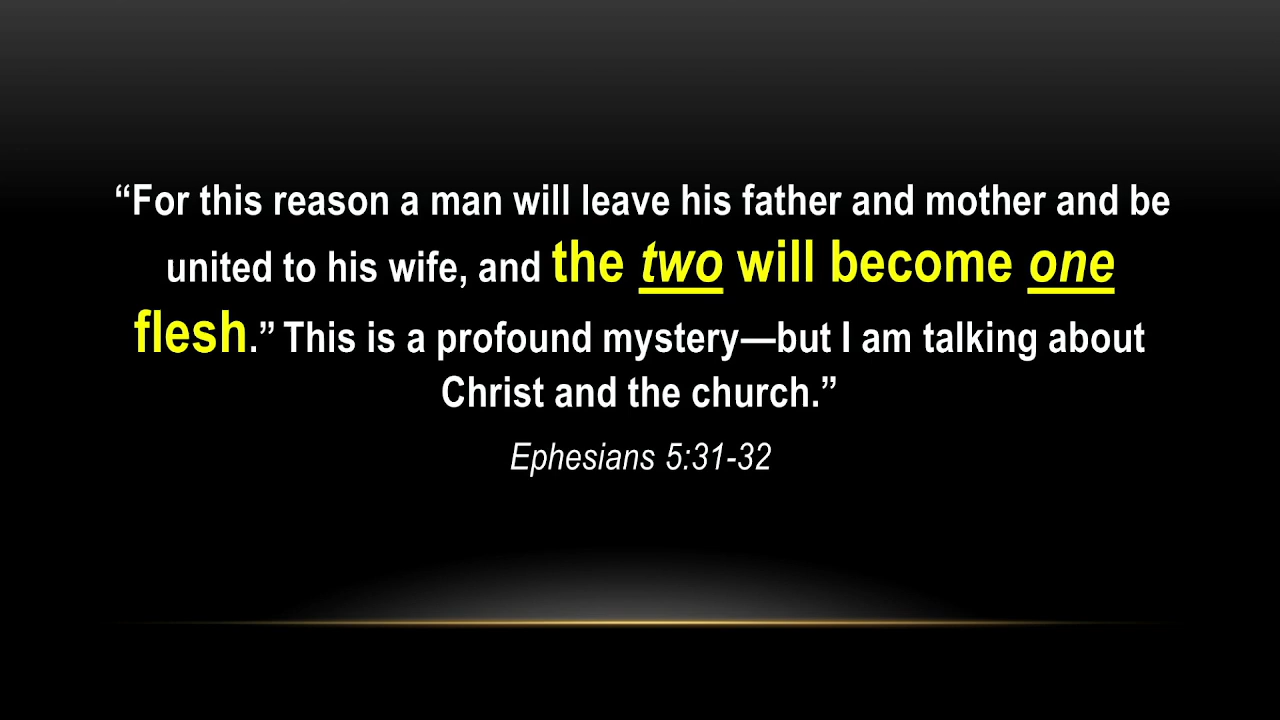 “For this reason a man will leave his father and mother and be
united to his wife, and the two will become one
flesh.” This is a profound mystery—but I am talking about
Christ and the church.”
Ephesians 5:31-32